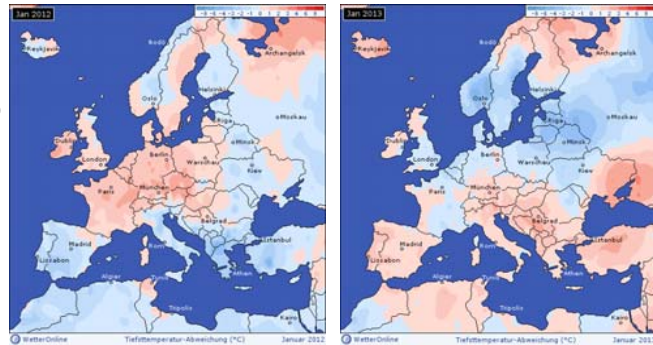 Jan 2012
Reykjavik
Bodö
Archangelsk
Oslo
Helsinki
Riga
Moskau
Dublin
Minsk
London
Berlin
Warschau
Kiew
Paris
München
Belgrad
Madrid
Rom
Istanbul
Lissabon
Algier
Tunis
Athen
Tripolis
Kairo
© WetterOnline
Tiefsttemperatur-Abweichung (°C)
Januar 2012
Jan 2013
Reykjavik
Bodö
Archangelsk
Oslo
Helsinki
Riga
Moskau
Dublin
Minsk
London
Berlin
Warschau
Kiew
Paris
München
Belgrad
Madrid
Rom
Istanbul
Lissabon
Algier
Tunis
Athen
Tripolis
Kairo
© WetterOnline
Tiefsttemperatur-Abweichung (°C)
Januar 2013